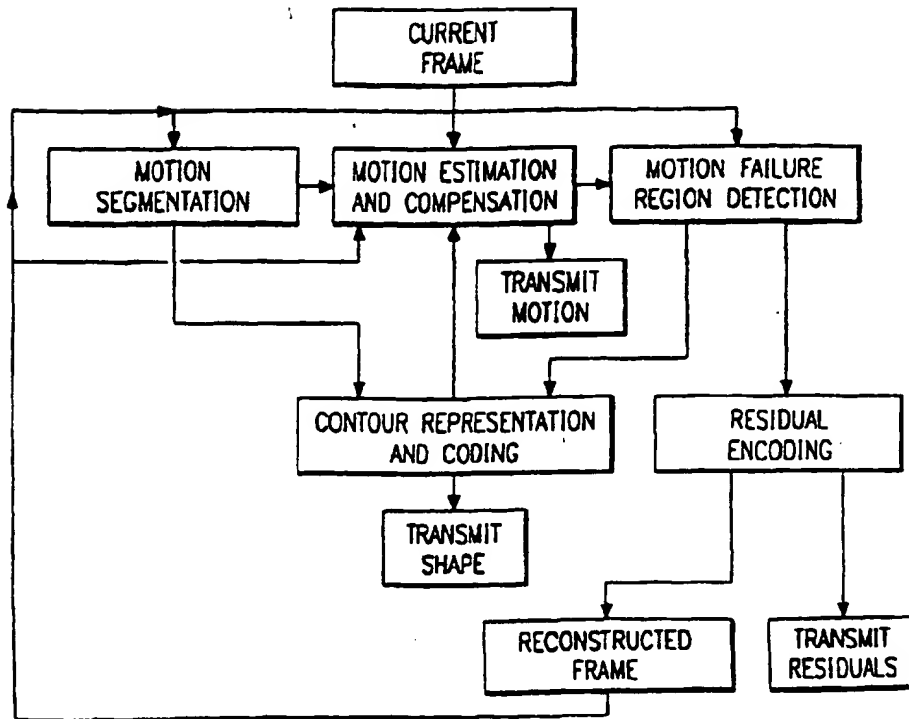 CURRENT
FRAME
MOTION
SEGMENTATION
MOTION ESTIMATION
AND COMPENSATION
MOTION FAILURE
REGION DETECTION
TRANSMIT
MOTION
CONTOUR REPRESENTATION
AND CODING
RESIDUAL
ENCODING
TRANSMIT
SHAPE
RECONSTRUCTED
FRAME
TRANSMIT
RESIDUALS